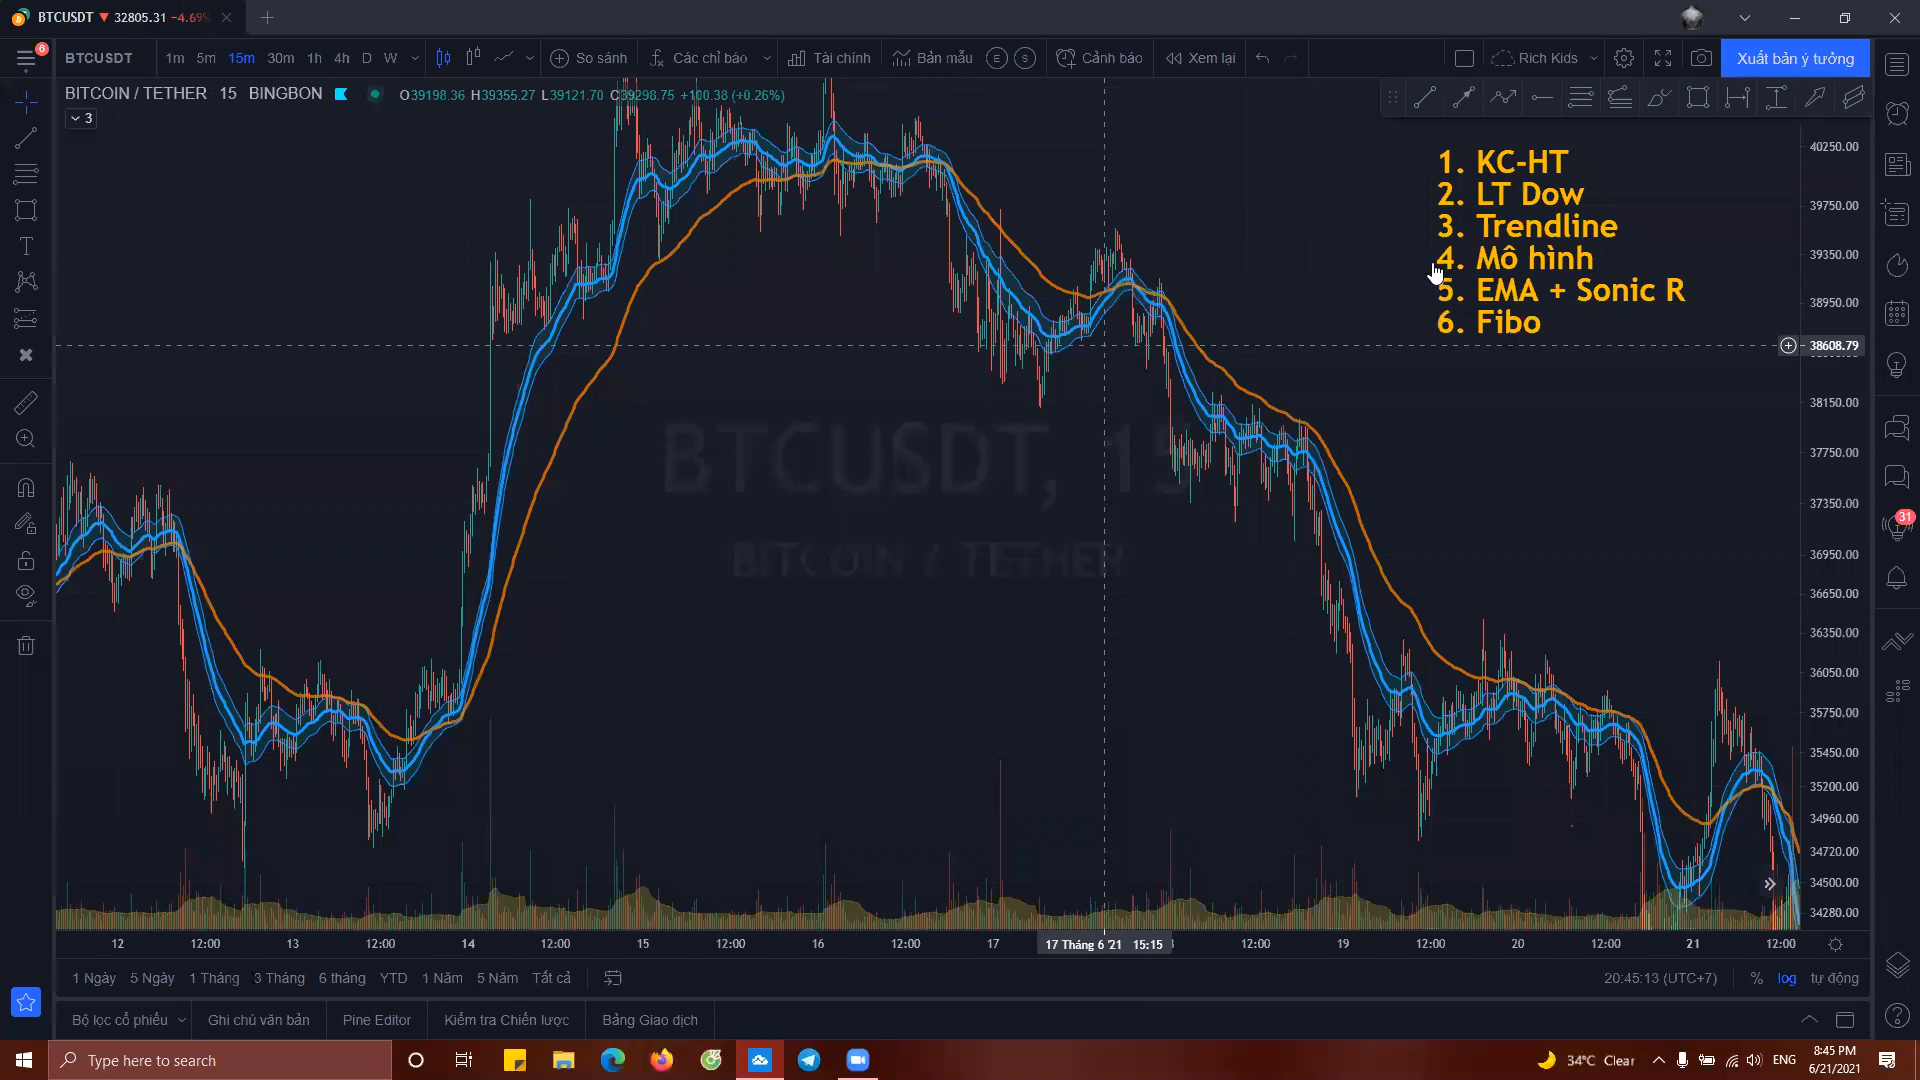 BTCUSDT ▼ 32805.31 −4.69%
6
BTCUSDT 1m 5m 15m 30m 1h 4h D W So sánh Các chỉ báo Tài chính Bản mẫu E S Cảnh báo Xem lại Rich Kids Xuất bản ý tưởng
BITCOIN / TETHER 15 BINGBON O39198.36 H39355.27 L39121.70 C39298.75 +100.38 (+0.26%)
3
1. KC-HT
2. LT Dow
3. Trendline
4. Mô hình
5. EMA + Sonic R
6. Fibo
BTCUSDT, 15
BITCOIN / TETHER
40250.00
39750.00
39350.00
38950.00
38608.79
38150.00
37750.00
37350.00
36950.00
36650.00
36350.00
36050.00
35750.00
35450.00
35200.00
34960.00
34720.00
34500.00
34280.00
31
12 12:00 13 12:00 14 12:00 15 12:00 16 12:00 17 17 Tháng 6 '21 15:15 12:00 19 12:00 20 12:00 21 12:00
1 Ngày 5 Ngày 1 Tháng 3 Tháng 6 tháng YTD 1 Năm 5 Năm Tất cả 20:45:13 (UTC+7) % log tự động
Bộ lọc cổ phiếu Ghi chú văn bản Pine Editor Kiểm tra Chiến lược Bảng Giao dịch
Type here to search 34°C Clear ENG 8:45 PM
6/21/2021